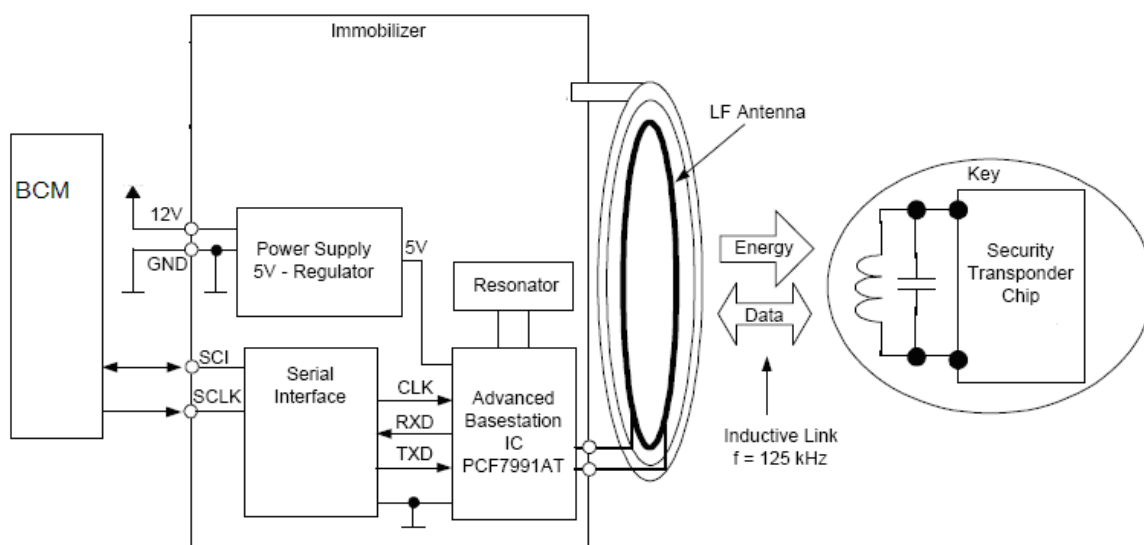 Immobilizer
LF Antenna
BCM
Key
12V
GND
Power Supply
5V - Regulator
5V
Resonator
Energy
Data
Security
Transponder
Chip
SCI
SCLK
Serial
Interface
CLK
RXD
TXD
Advanced
Basestation
IC
PCF7991AT
Inductive Link
f = 125 kHz